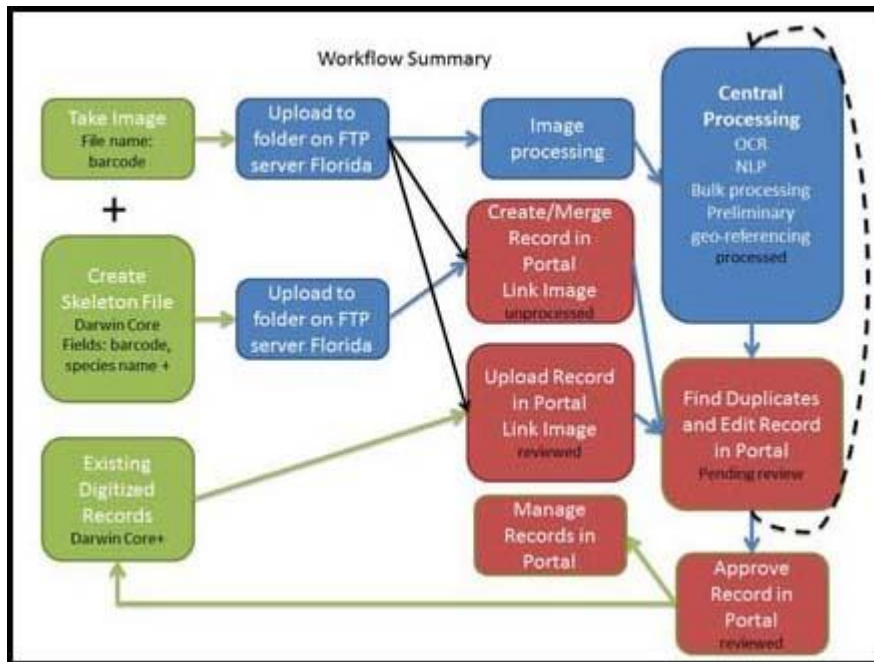 Workflow Summary
Take Image
File name:
barcode
+
Upload to
folder on FTP
server Florida
Image
processing
Central
Processing
OCR
NLP
Bulk processing
Preliminary
geo-referencing
processed
Create Skeleton File
Darwin Core
Fields: barcode,
species name +
Upload to
folder on FTP
server Florida
Create/Merge
Record in
Portal
Link Image
unprocessed
Upload Record
in Portal
Link Image
reviewed
Find Duplicates
and Edit Record
in Portal
Pending review
Existing
Digitized
Records
Darwin Core+
Manage
Records in
Portal
Approve
Record in
Portal
reviewed